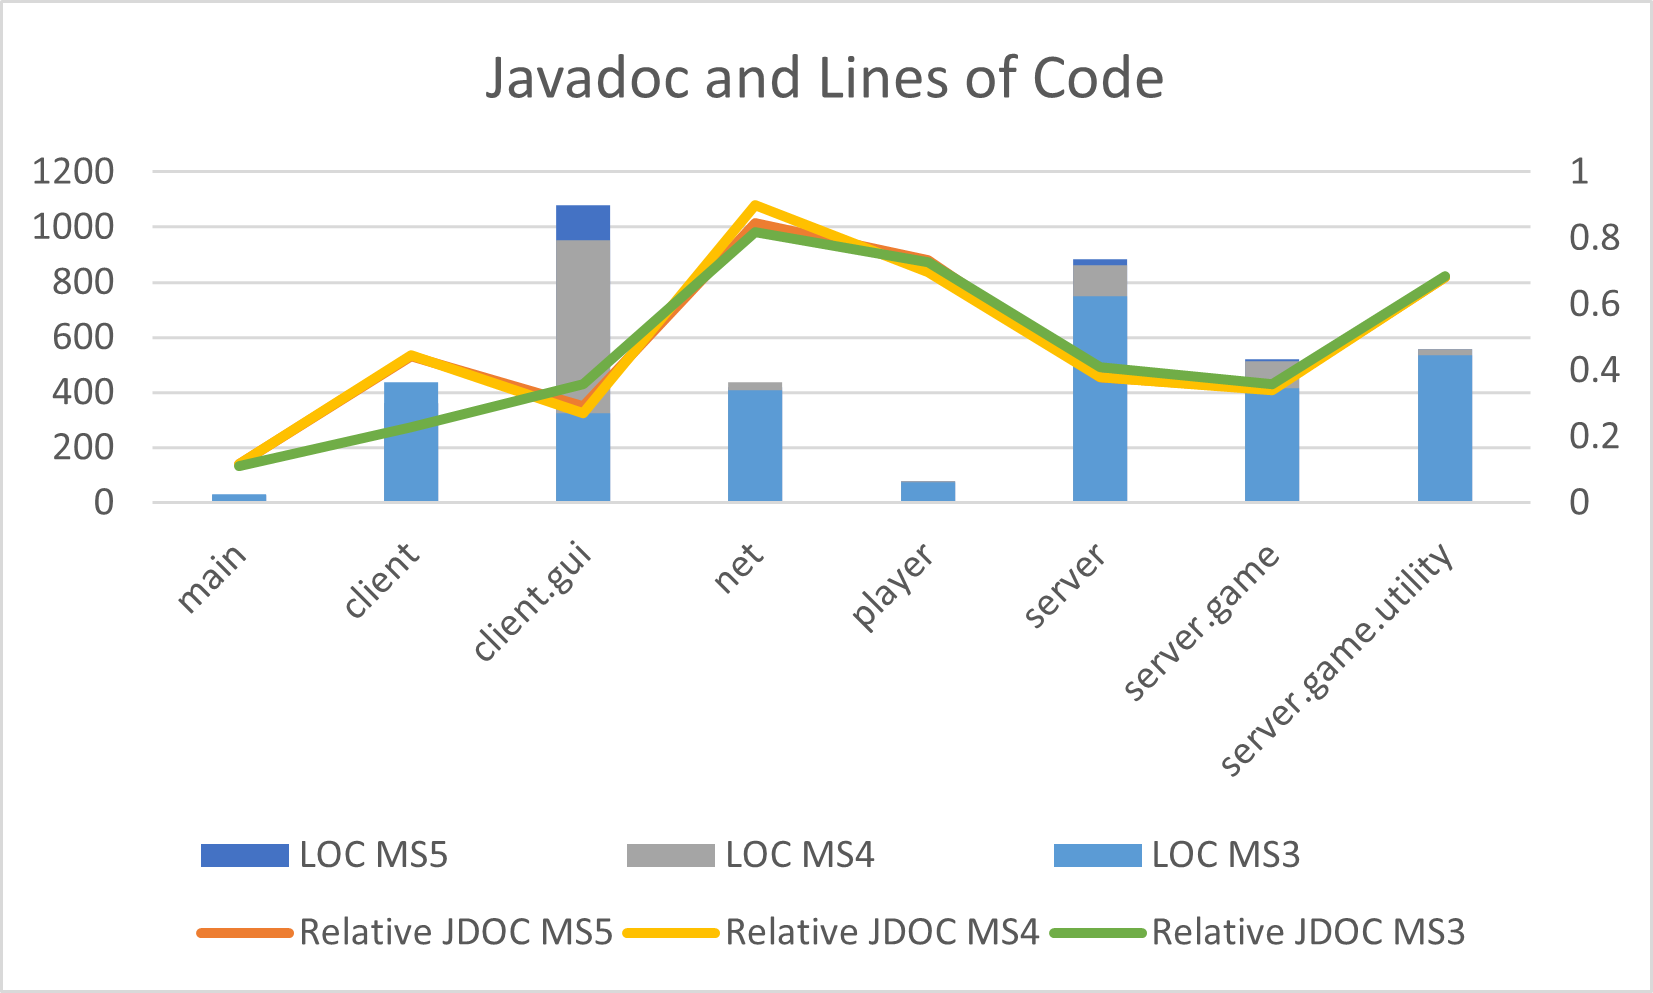 Javadoc and Lines of Code
1200
1000
800
600
400
200
0
1
0.8
0.6
0.4
0.2
0
main
client
client.gui
net
player
server
server.game
server.game.utility
LOC MS5
LOC MS4
LOC MS3
Relative JDOC MS5
Relative JDOC MS4
Relative JDOC MS3